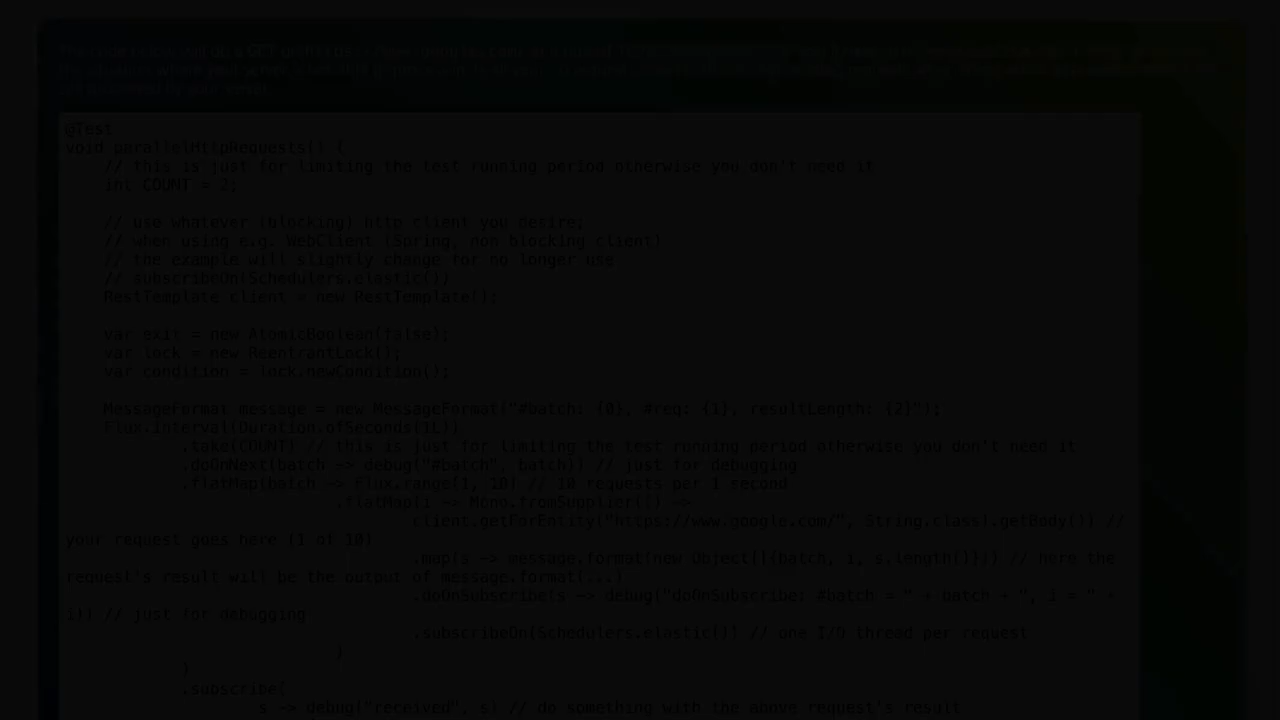 @Test
void parallelHttpRequests() {
    // this is just for limiting the test running period otherwise you don't need it
    int COUNT = 2;
    // use whatever (blocking) http client you desire;
    // when using e.g. WebClient (Spring, non blocking client)
    // the example will slightly change for no longer use
    // subscribeOn(Schedulers.elastic())
    RestTemplate client = new RestTemplate();
    var exit = new AtomicBoolean(false);
    var lock = new ReentrantLock();
    var condition = lock.newCondition();
    MessageFormat message = new MessageFormat("#batch: {0}, #req: {1}, resultLength: {2}");
    Flux.interval(Duration.ofSeconds(1L))
            .take(COUNT) // this is just for limiting the test running period otherwise you don't need it
            .doOnNext(batch -> debug("#batch", batch)) // just for debugging
            .flatMap(batch -> Flux.range(1, 10) // 10 requests per 1 second
                            .flatMap(i -> Mono.fromSupplier(() ->
                                    client.getForEntity("https://www.google.com/", String.class).getBody()) //
your request goes here (1 of 10)
                                    .map(s -> message.format(new Object[]{batch, i, s.length()})) // here the
request's result will be the output of message.format(...)
                                    .doOnSubscribe(s -> debug("doOnSubscribe: #batch = " + batch + ", i = " +
i)) // just for debugging
                                    .subscribeOn(Schedulers.elastic()) // one I/O thread per request
                            )
            )
            .subscribe(
                    s -> debug("received", s) // do something with the above request's result